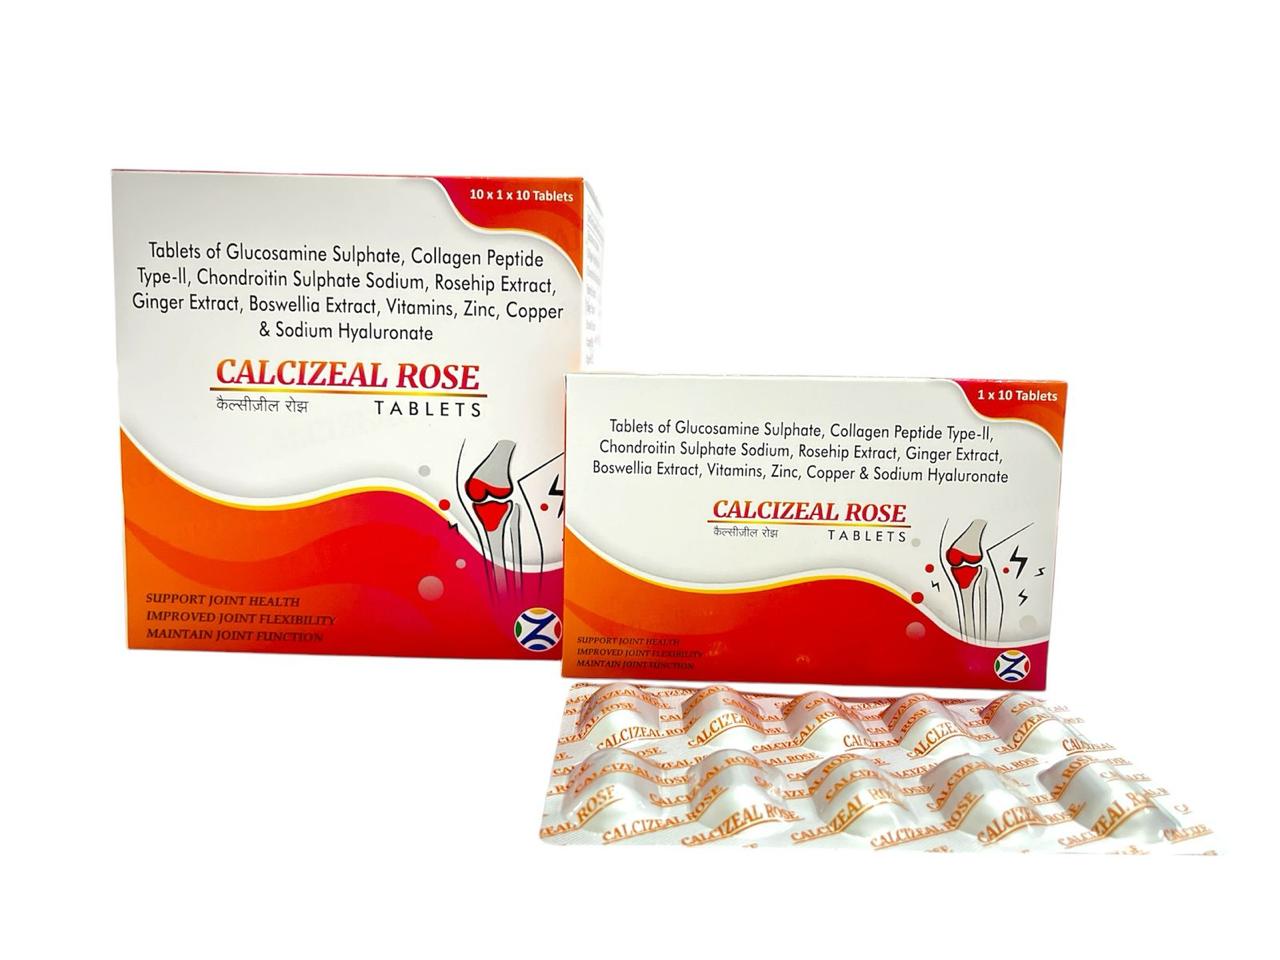 10 x 1 x 10 Tablets
Tablets of Glucosamine Sulphate, Collagen Peptide
Type-II, Chondroitin Sulphate Sodium, Rosehip Extract,
Ginger Extract, Boswellia Extract, Vitamins, Zinc, Copper
& Sodium Hyaluronate
CALCIZEAL ROSE
कैल्सीज़ील रोझ TABLETS
SUPPORT JOINT HEALTH
IMPROVED JOINT FLEXIBILITY
MAINTAIN JOINT FUNCTION
1 x 10 Tablets
Tablets of Glucosamine Sulphate, Collagen Peptide Type-II,
Chondroitin Sulphate Sodium, Rosehip Extract, Ginger Extract,
Boswellia Extract, Vitamins, Zinc, Copper & Sodium Hyaluronate
CALCIZEAL ROSE
कैल्सीज़ील रोझ TABLETS
SUPPORT JOINT HEALTH
IMPROVED JOINT FLEXIBILITY
MAINTAIN JOINT FUNCTION
CALCIZEAL ROSE
CALCIZEAL ROSE
CALCIZEAL ROSE